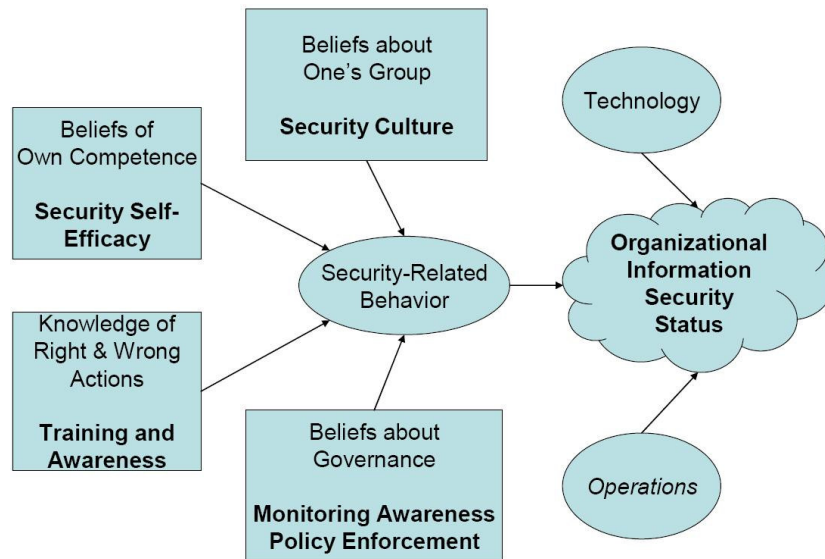 Beliefs about
One's Group
Security Culture
Beliefs of
Own Competence
Security Self-
Efficacy
Knowledge of
Right & Wrong
Actions
Training and
Awareness
Beliefs about
Governance
Monitoring Awareness
Policy Enforcement
Security-Related
Behavior
Technology
Organizational
Information
Security
Status
Operations